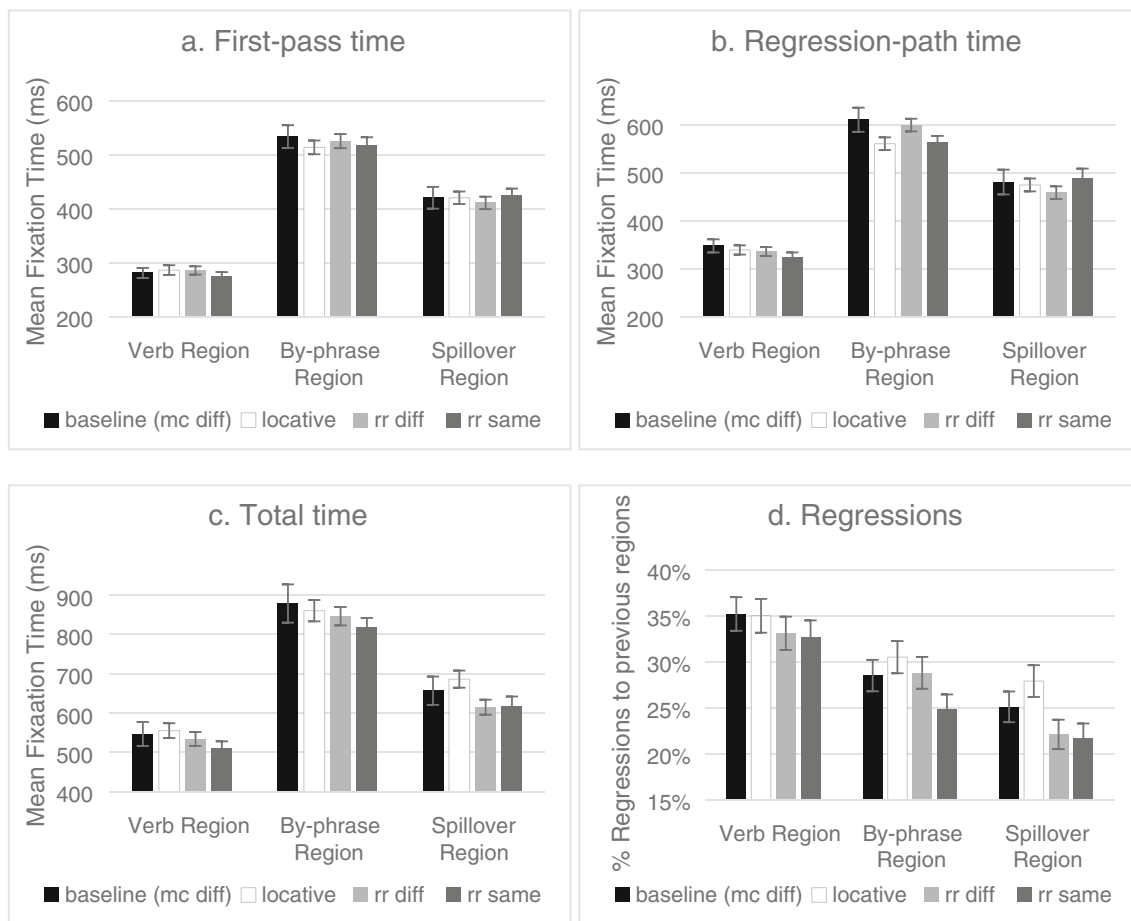 a. First-pass time
Mean Fixation Time (ms)
600
500
400
300
200
Verb Region
By-phrase
Region
Spillover
Region
baseline (mc diff) locative rr diff rr same
b. Regression-path time
Mean Fixation Time (ms)
600
500
400
300
200
Verb Region
By-phrase
Region
Spillover
Region
baseline (mc diff) locative rr diff rr same
c. Total time
Mean Fixaation Time (ms)
900
800
700
600
500
400
Verb Region
By-phrase
Region
Spillover
Region
baseline (mc diff) locative rr diff rr same
d. Regressions
% Regressions to previous regions
40%
35%
30%
25%
20%
15%
Verb Region
By-phrase
Region
Spillover
Region
baseline (mc diff) locative rr diff rr same